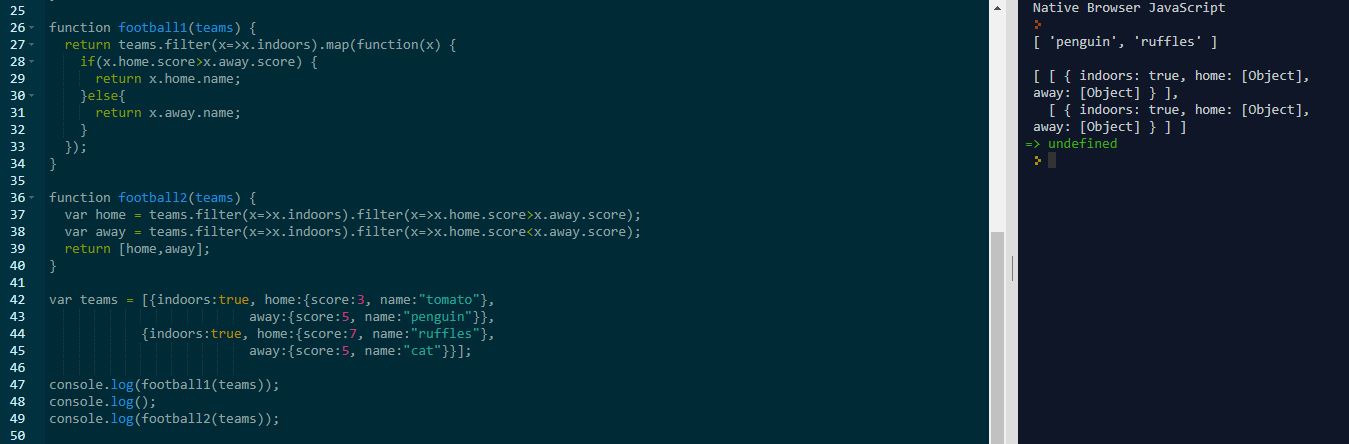 25
26 function football1(teams) {
27   return teams.filter(x=>x.indoors).map(function(x) {
28     if(x.home.score>x.away.score) {
29       return x.home.name;
30     }else{
31       return x.away.name;
32     }
33   });
34 }
35
36 function football2(teams) {
37   var home = teams.filter(x=>x.indoors).filter(x=>x.home.score>x.away.score);
38   var away = teams.filter(x=>x.indoors).filter(x=>x.home.score<x.away.score);
39   return [home,away];
40 }
41
42 var teams = [{indoors:true, home:{score:3, name:"tomato"},
43                           away:{score:5, name:"penguin"}},
44             {indoors:true, home:{score:7, name:"ruffles"},
45                           away:{score:5, name:"cat"}}];
46
47 console.log(football1(teams));
48 console.log();
49 console.log(football2(teams));
50
Native Browser JavaScript
[ 'penguin', 'ruffles' ]
[ [ { indoors: true, home: [Object],
away: [Object] } ],
  [ { indoors: true, home: [Object],
away: [Object] } ] ]
=> undefined